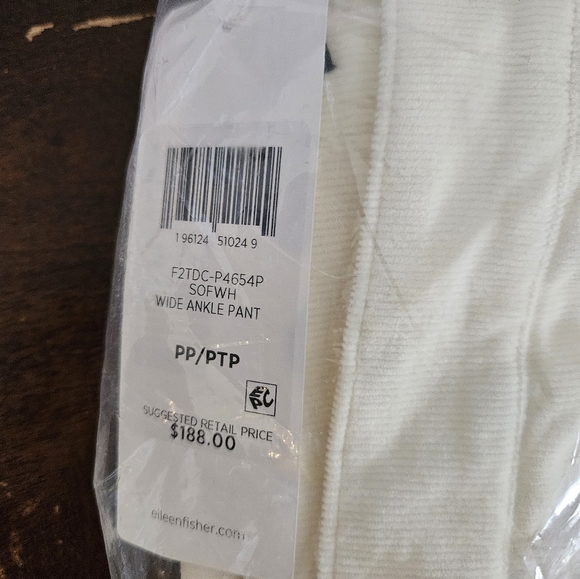 1 96124 51024 9
F2TDC-P4654P
SOFWH
WIDE ANKLE PANT
PP/PTP
EPC
SUGGESTED RETAIL PRICE
$188.00
eileenfisher.com